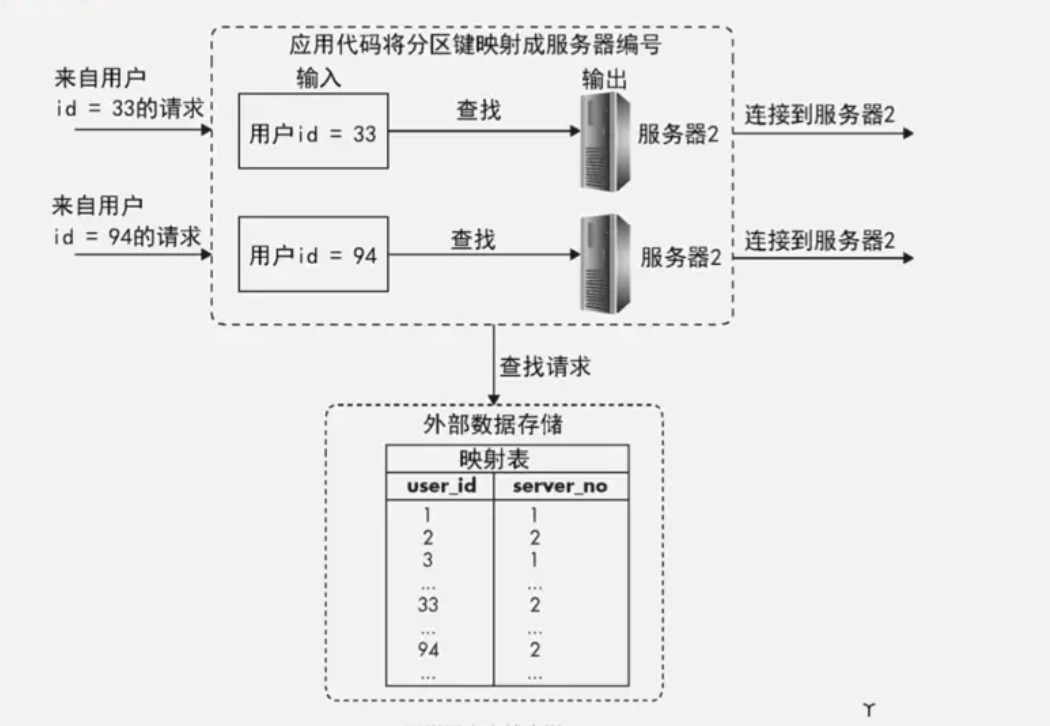 应用代码将分区键映射成服务器编号
输入
输出
来自用户
id = 33的请求
用户id = 33
查找
服务器2
连接到服务器2
来自用户
id = 94的请求
用户id = 94
查找
服务器2
连接到服务器2
查找请求
外部数据存储
映射表
user_id server_no
1 1
2 2
3 1
... ...
33 2
... ...
94 2
... ...